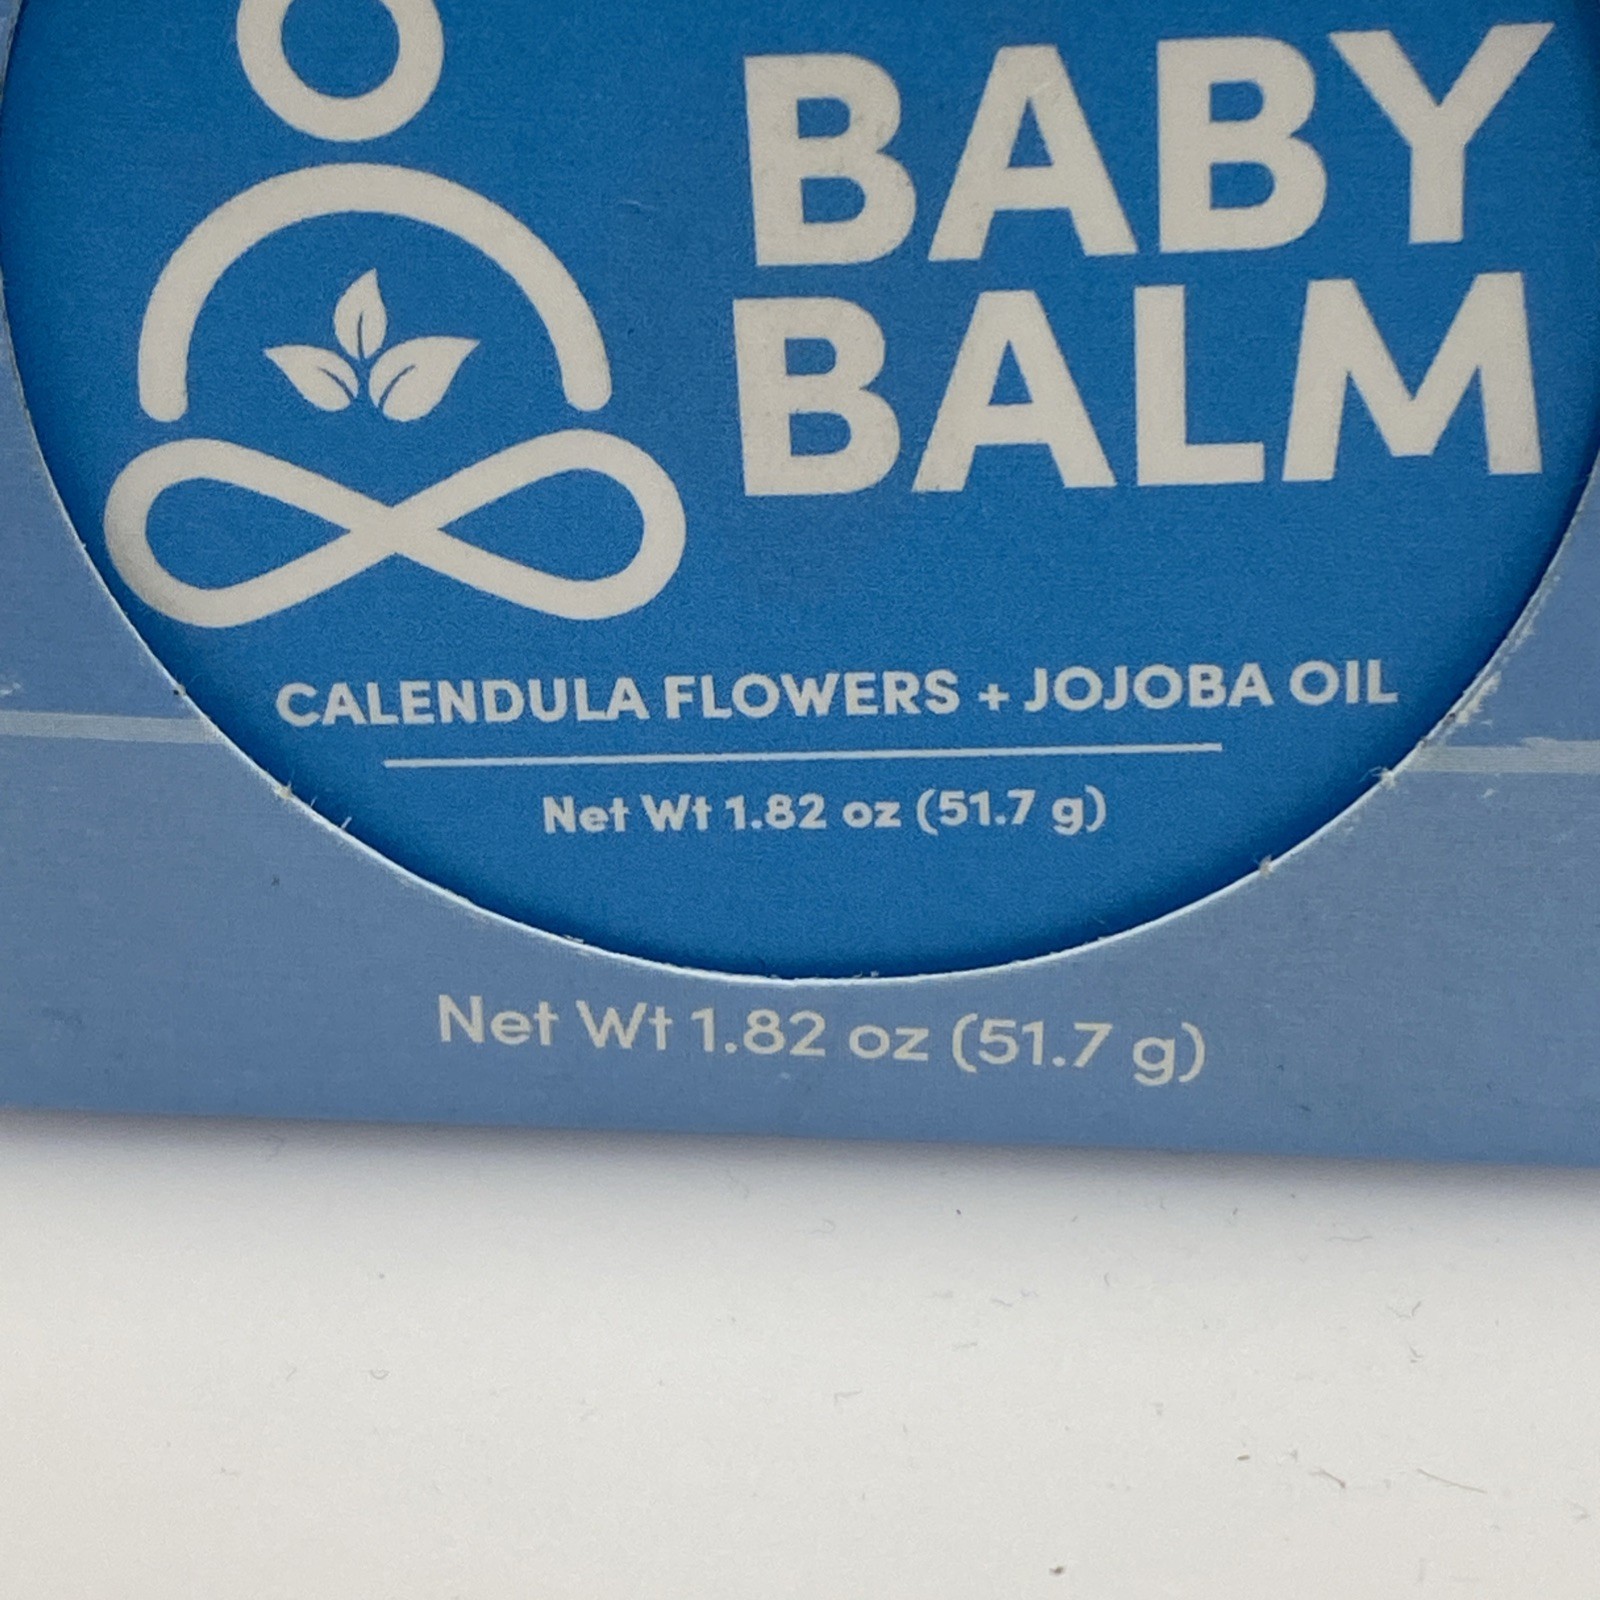 BABY
BALM
CALENDULA FLOWERS + JOJOBA OIL
Net Wt 1.82 oz (51.7 g)
Net Wt 1.82 oz (51.7 g)